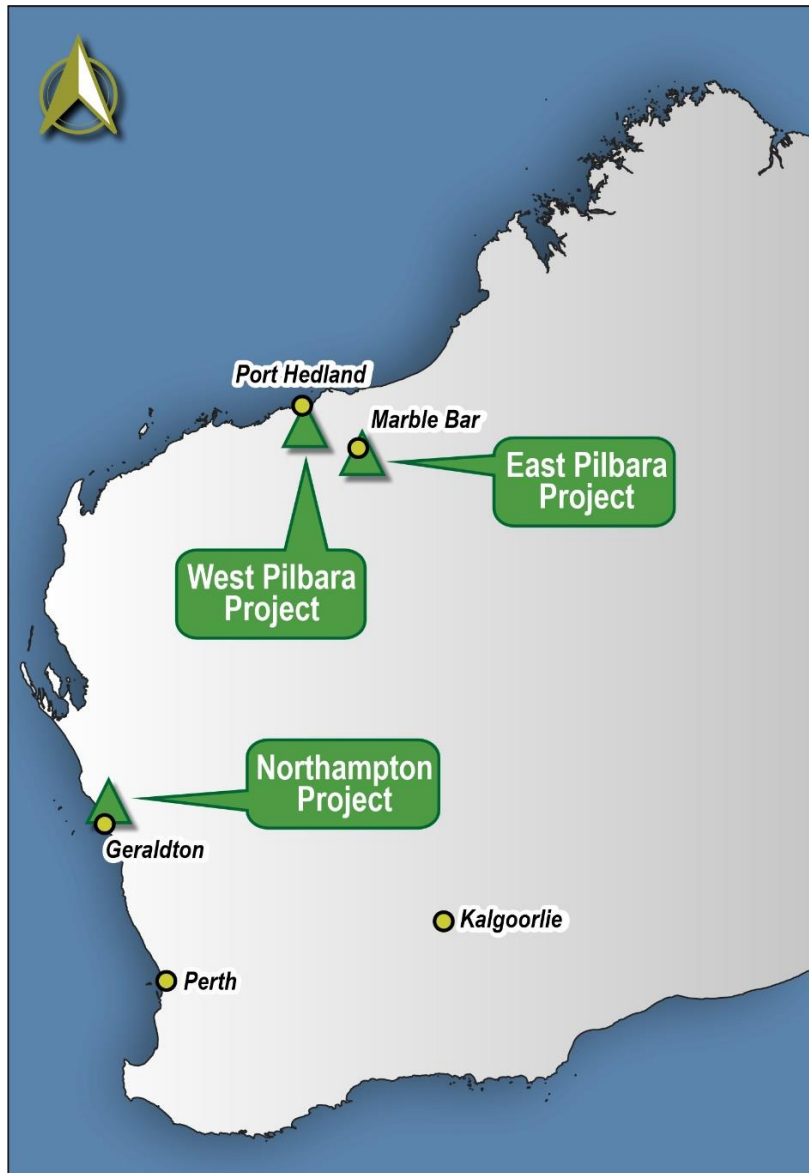 Port Hedland
Marble Bar
East Pilbara
Project
West Pilbara
Project
Northampton
Project
Geraldton
Kalgoorlie
Perth